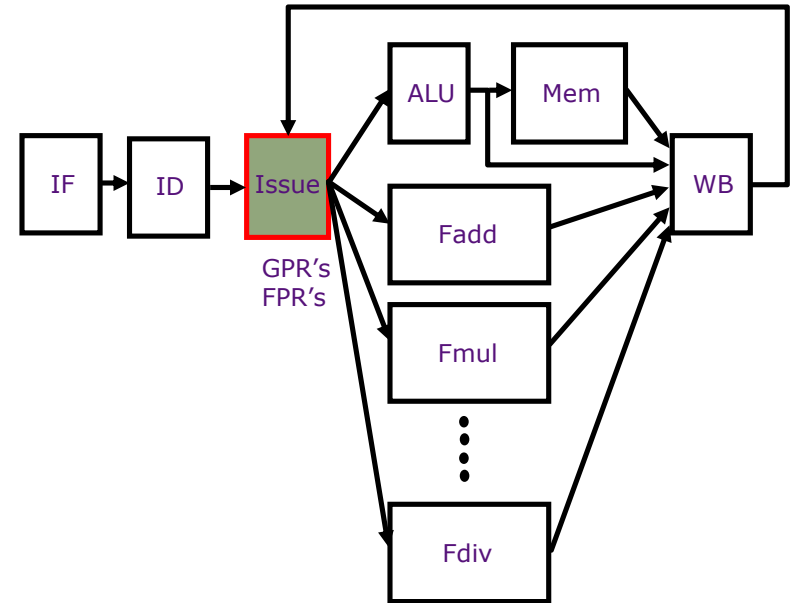 ALU
Mem
IF
ID
Issue
WB
Fadd
GPR's
FPR's
Fmul
Fdiv